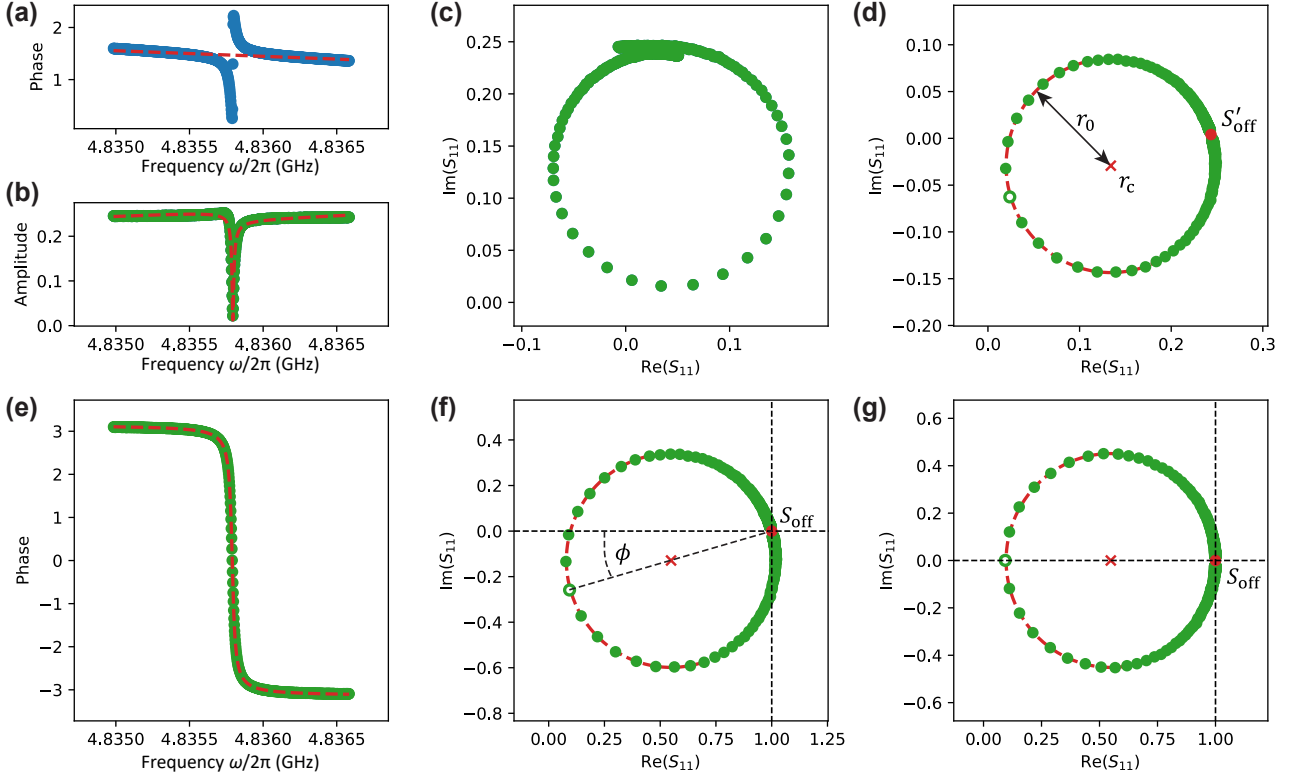 (a)
2
1
Phase
4.8350 4.8355 4.8360 4.8365
Frequency ω/2π (GHz)
(b)
0.2
0.1
0.0
Amplitude
4.8350 4.8355 4.8360 4.8365
Frequency ω/2π (GHz)
(c)
0.25
0.20
0.15
0.10
0.05
0.00
Im(S₁₁)
−0.1 0.0 0.1
Re(S₁₁)
(d)
0.10
0.05
0.00
−0.05
−0.10
−0.15
−0.20
Im(S₁₁)
r₀
S′off
r_c
0.0 0.1 0.2 0.3
Re(S₁₁)
(e)
3
2
1
0
−1
−2
−3
Phase
4.8350 4.8355 4.8360 4.8365
Frequency ω/2π (GHz)
(f)
0.4
0.2
0.0
−0.2
−0.4
−0.6
−0.8
Im(S₁₁)
S_off
ϕ
0.00 0.25 0.50 0.75 1.00 1.25
Re(S₁₁)
(g)
0.6
0.4
0.2
0.0
−0.2
−0.4
−0.6
Im(S₁₁)
S_off
0.00 0.25 0.50 0.75 1.00
Re(S₁₁)